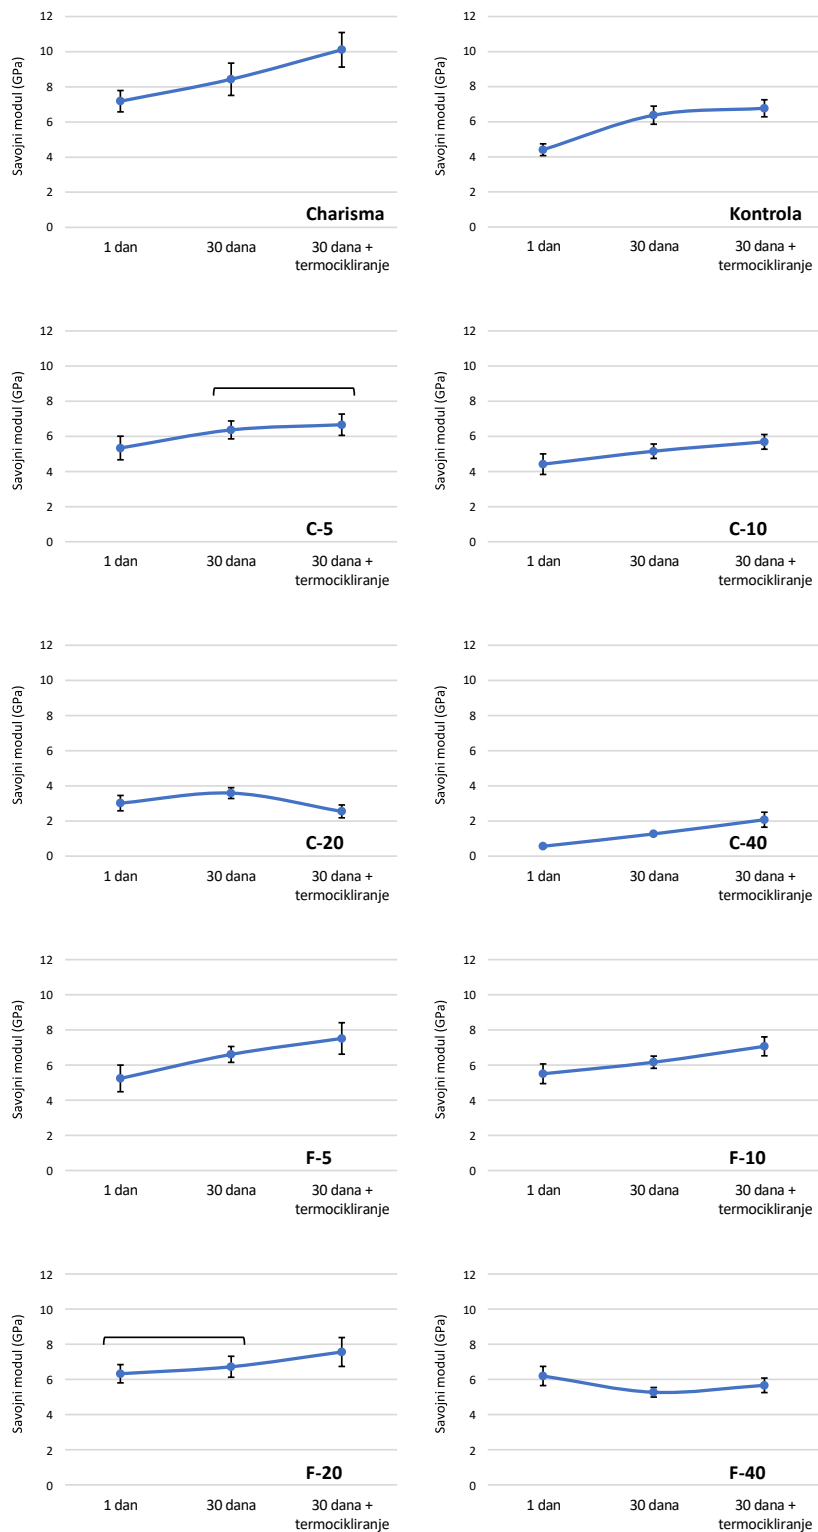 Savojni modul (GPa)
12
10
8
6
4
2
0
Charisma
1 dan
30 dana
30 dana +
termocikliranje
Savojni modul (GPa)
12
10
8
6
4
2
0
Kontrola
1 dan
30 dana
30 dana +
termocikliranje
Savojni modul (GPa)
12
10
8
6
4
2
0
C-5
1 dan
30 dana
30 dana +
termocikliranje
Savojni modul (GPa)
12
10
8
6
4
2
0
C-10
1 dan
30 dana
30 dana +
termocikliranje
Savojni modul (GPa)
12
10
8
6
4
2
0
C-20
1 dan
30 dana
30 dana +
termocikliranje
Savojni modul (GPa)
12
10
8
6
4
2
0
C-40
1 dan
30 dana
30 dana +
termocikliranje
Savojni modul (GPa)
12
10
8
6
4
2
0
F-5
1 dan
30 dana
30 dana +
termocikliranje
Savojni modul (GPa)
12
10
8
6
4
2
0
F-10
1 dan
30 dana
30 dana +
termocikliranje
Savojni modul (GPa)
12
10
8
6
4
2
0
F-20
1 dan
30 dana
30 dana +
termocikliranje
Savojni modul (GPa)
12
10
8
6
4
2
0
F-40
1 dan
30 dana
30 dana +
termocikliranje